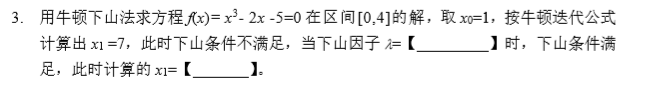 3. 用牛顿下山法求方程f(x)= x³- 2x -5=0 在区间[0,4]的解，取 x0=1，按牛顿迭代公式
计算出 x1 =7，此时下山条件不满足，当下山因子 λ=【________】时，下山条件满
足，此时计算的 x1=【______】。